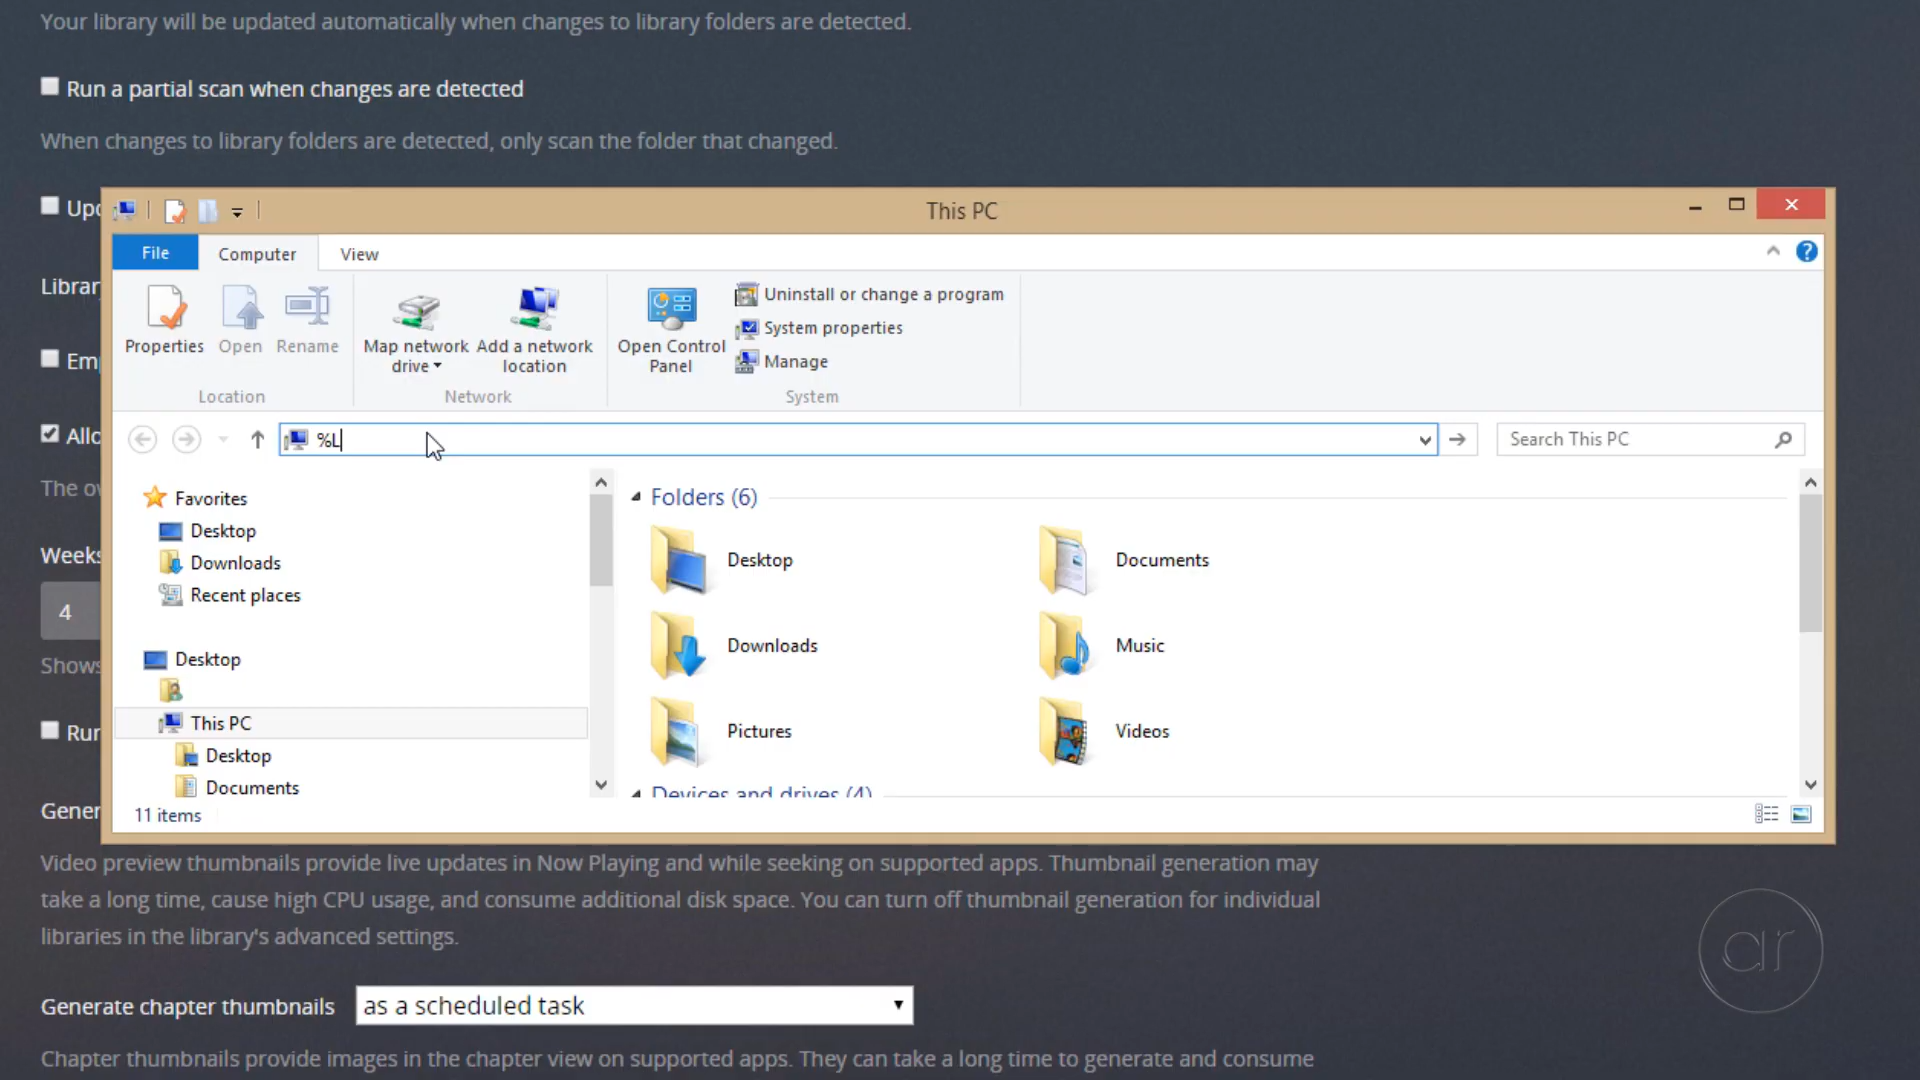 Your library will be updated automatically when changes to library folders are detected.
Run a partial scan when changes are detected
When changes to library folders are detected, only scan the folder that changed.
Upd
This PC
File
Computer
View
Librar
Properties
Open
Rename
Map network drive
Add a network location
Open Control Panel
Uninstall or change a program
System properties
Manage
Location
Network
System
Emp
Allo
%L
Search This PC
The ow
Favorites
Desktop
Downloads
Recent places
Folders (6)
Desktop
Documents
Downloads
Music
Pictures
Videos
Devices and drives (4)
Weeks
4
Shows
Desktop
This PC
Desktop
Documents
Run
11 items
Gener
Video preview thumbnails provide live updates in Now Playing and while seeking on supported apps. Thumbnail generation may
take a long time, cause high CPU usage, and consume additional disk space. You can turn off thumbnail generation for individual
libraries in the library's advanced settings.
ar
Generate chapter thumbnails
as a scheduled task
Chapter thumbnails provide images in the chapter view on supported apps. They can take a long time to generate and consume